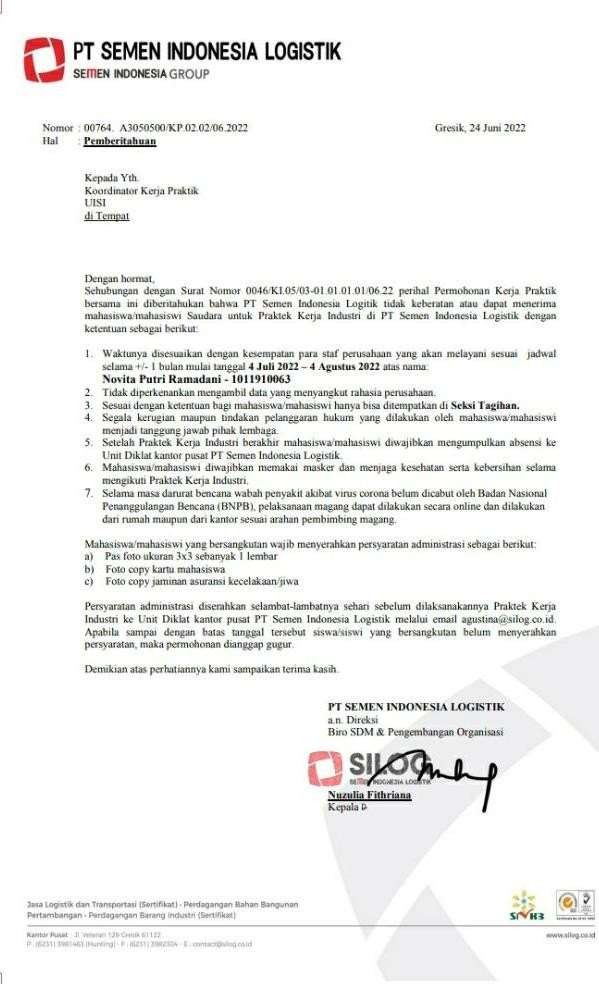 PT SEMEN INDONESIA LOGISTIK
SEMEN INDONESIA GROUP
Nomor : 00764. A3050500/KP.02.02/06.2022 Gresik, 24 Juni 2022
Hal : Pemberitahuan
Kepada Yth.
Koordinator Kerja Praktik
UISI
di Tempat
Dengan hormat,
Sehubungan dengan Surat Nomor 0046/KI.05/03-01.01.01.01/06.22 perihal Permohonan Kerja Praktik
bersama ini diberitahukan bahwa PT Semen Indonesia Logitik tidak keberatan atau dapat menerima
mahasiswa/mahasiswi Saudara untuk Praktek Kerja Industri di PT Semen Indonesia Logistik dengan
ketentuan sebagai berikut:
1. Waktunya disesuaikan dengan kesempatan para staf perusahaan yang akan melayani sesuai jadwal
selama +/- 1 bulan mulai tanggal 4 Juli 2022 – 4 Agustus 2022 atas nama:
Novita Putri Ramadani - 1011910063
2. Tidak diperkenankan mengambil data yang menyangkut rahasia perusahaan.
3. Sesuai dengan ketentuan bagi mahasiswa/mahasiswi hanya bisa ditempatkan di Seksi Tagihan.
4. Segala kerugian maupun tindakan pelanggaran hukum yang dilakukan oleh mahasiswa/mahasiswi
menjadi tanggung jawab pihak lembaga.
5. Setelah Praktek Kerja Industri berakhir mahasiswa/mahasiswi diwajibkan mengumpulkan absensi ke
Unit Diklat kantor pusat PT Semen Indonesia Logistik.
6. Mahasiswa/mahasiswi diwajibkan memakai masker dan menjaga kesehatan serta kebersihan selama
mengikuti Praktek Kerja Industri.
7. Selama masa darurat bencana wabah penyakit akibat virus corona belum dicabut oleh Badan Nasional
Penanggulangan Bencana (BNPB), pelaksanaan magang dapat dilakukan secara online dan dilakukan
dari rumah maupun dari kantor sesuai arahan pembimbing magang.
Mahasiswa/mahasiswi yang bersangkutan wajib menyerahkan persyaratan administrasi sebagai berikut:
a) Pas foto ukuran 3x3 sebanyak 1 lembar
b) Foto copy kartu mahasiswa
c) Foto copy jaminan asuransi kecelakaan/jiwa
Persyaratan administrasi diserahkan selambat-lambatnya sehari sebelum dilaksanakannya Praktek Kerja
Industri ke Unit Diklat kantor pusat PT Semen Indonesia Logistik melalui email agustina@silog.co.id.
Apabila sampai dengan batas tanggal tersebut siswa/siswi yang bersangkutan belum menyerahkan
persyaratan, maka permohonan dianggap gugur.
Demikian atas perhatiannya kami sampaikan terima kasih.
PT SEMEN INDONESIA LOGISTIK
a.n. Direksi
Biro SDM & Pengembangan Organisasi
SILOG
SEMEN INDONESIA LOGISTIK
Nuzulia Fithriana
Kepala
Jasa Logistik dan Transportasi (Sertifikat) - Perdagangan Bahan Bangunan
Pertambangan - Perdagangan Barang Industri (Sertifikat)
Kantor Pusat : Jl. Veteran 129 Gresik 61122
P : (6231) 3981463 (Hunting) - F : (6231) 3982304 - E : contact@silog.co.id
www.silog.co.id